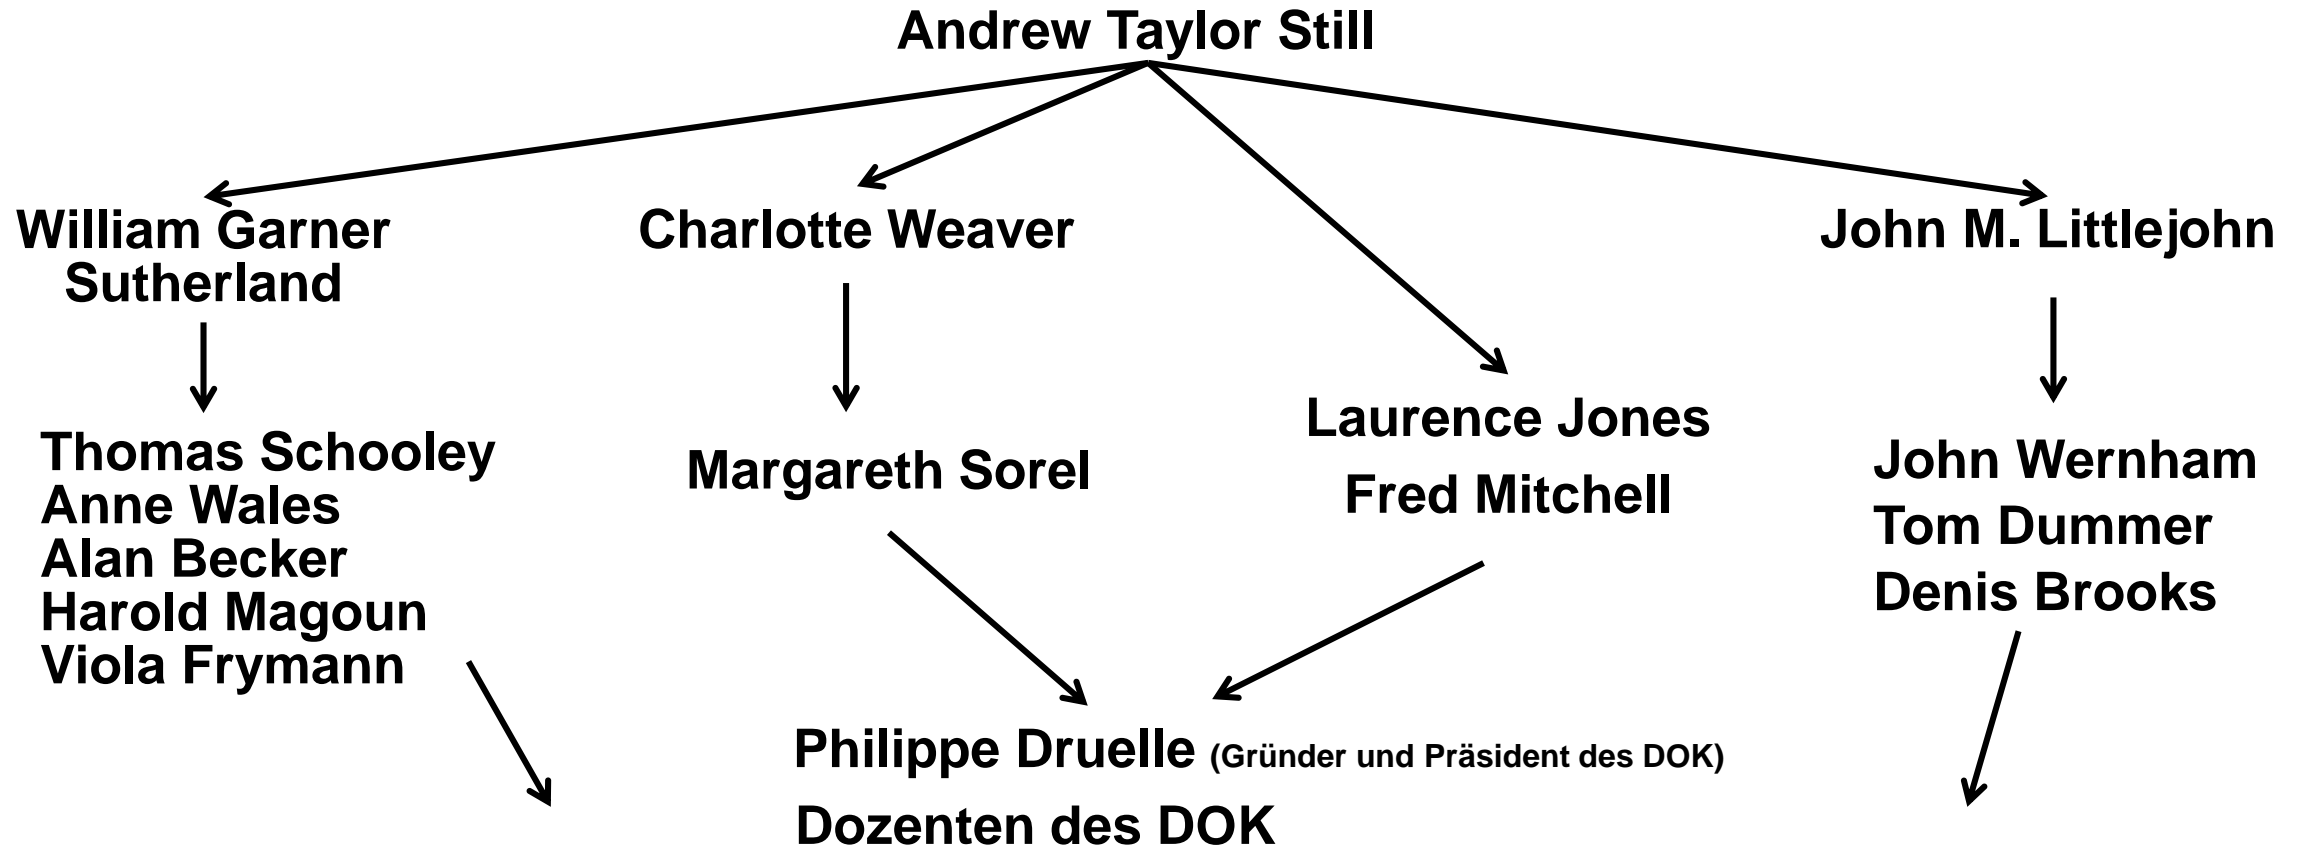 Andrew Taylor Still
William Garner
Sutherland
Charlotte Weaver
John M. Littlejohn
Thomas Schooley
Anne Wales
Alan Becker
Harold Magoun
Viola Frymann
Margareth Sorel
Laurence Jones
Fred Mitchell
John Wernham
Tom Dummer
Denis Brooks
Philippe Druelle (Gründer und Präsident des DOK)
Dozenten des DOK